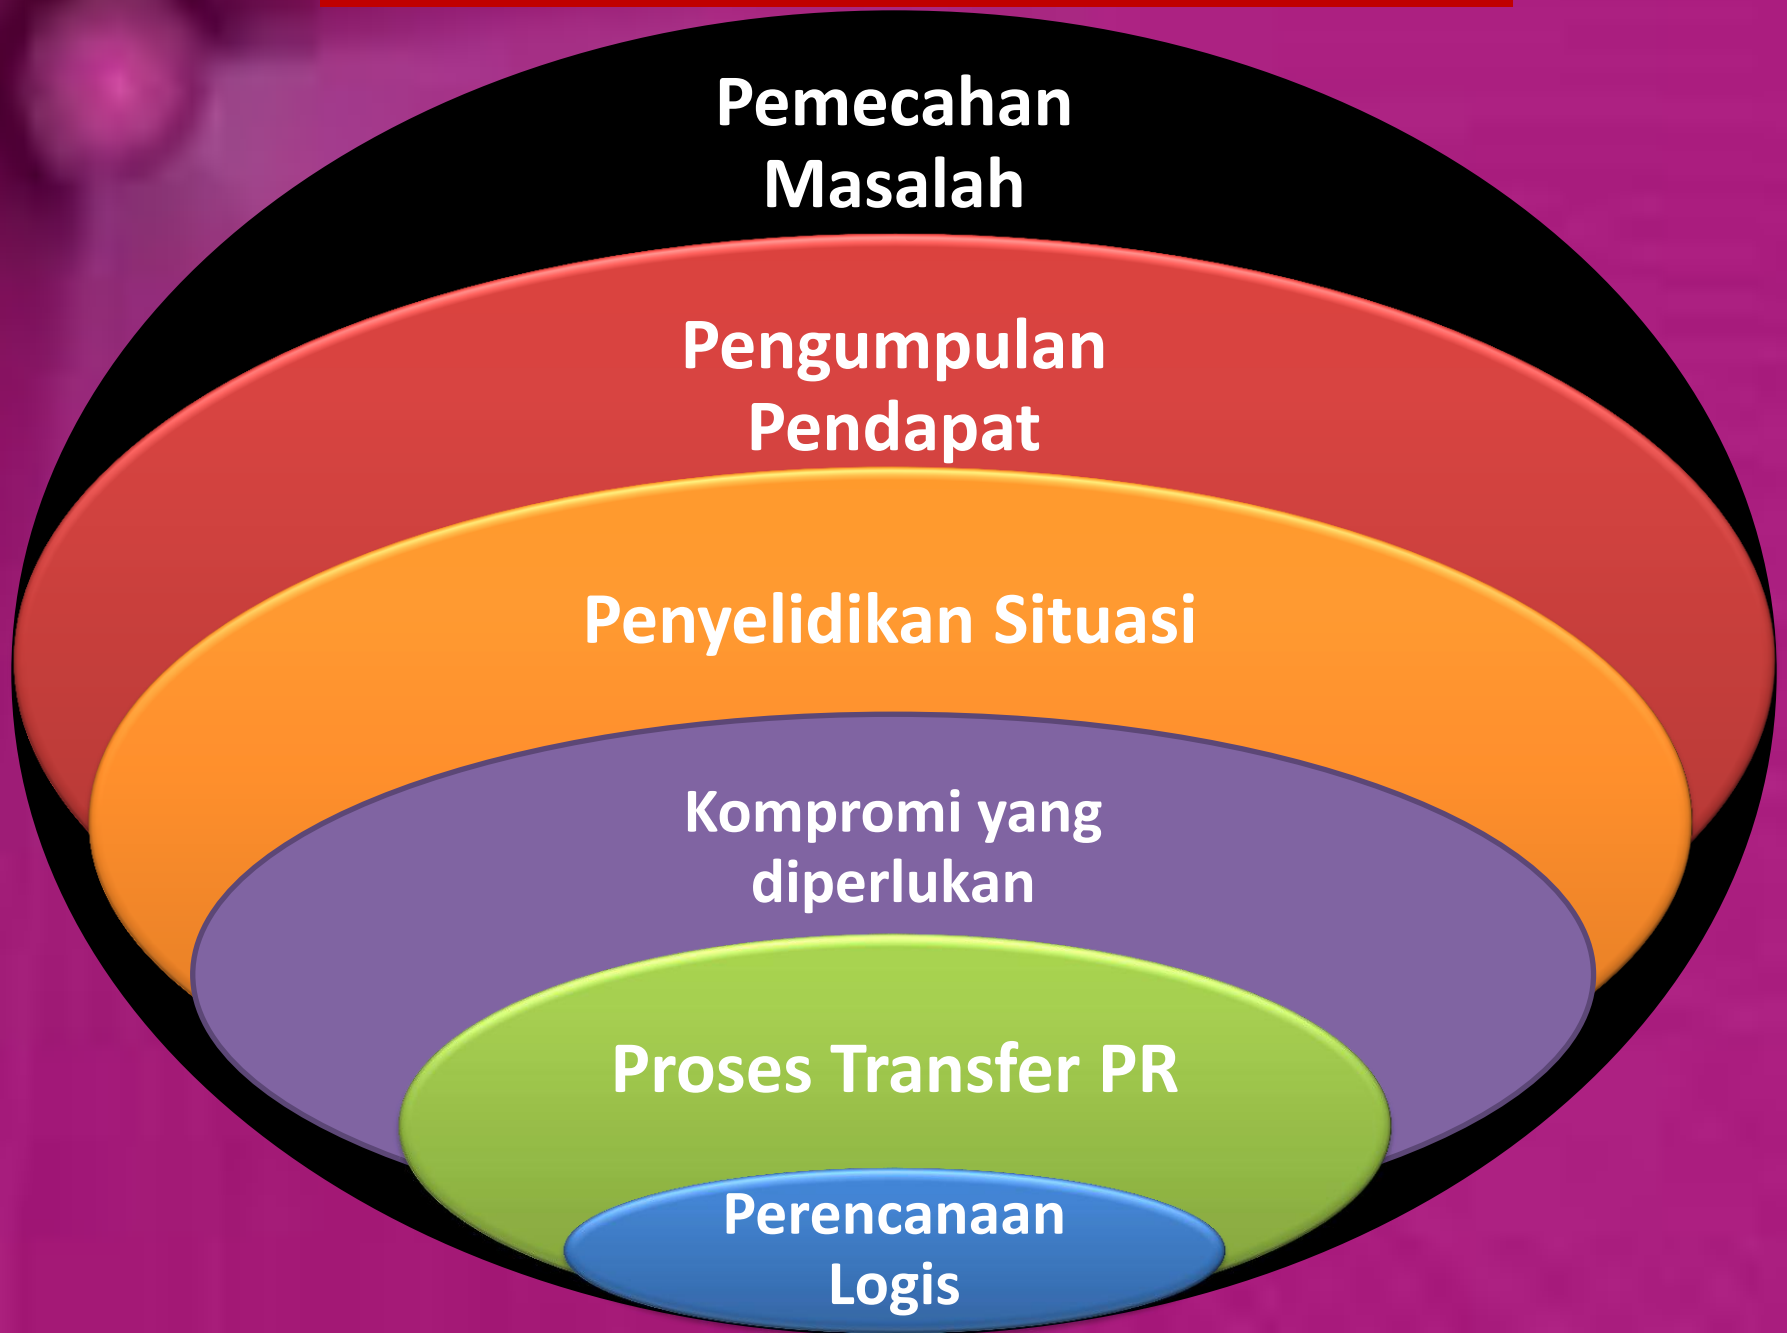 Pemecahan
Masalah
Pengumpulan
Pendapat
Penyelidikan Situasi
Kompromi yang
diperlukan
Proses Transfer PR
Perencanaan
Logis